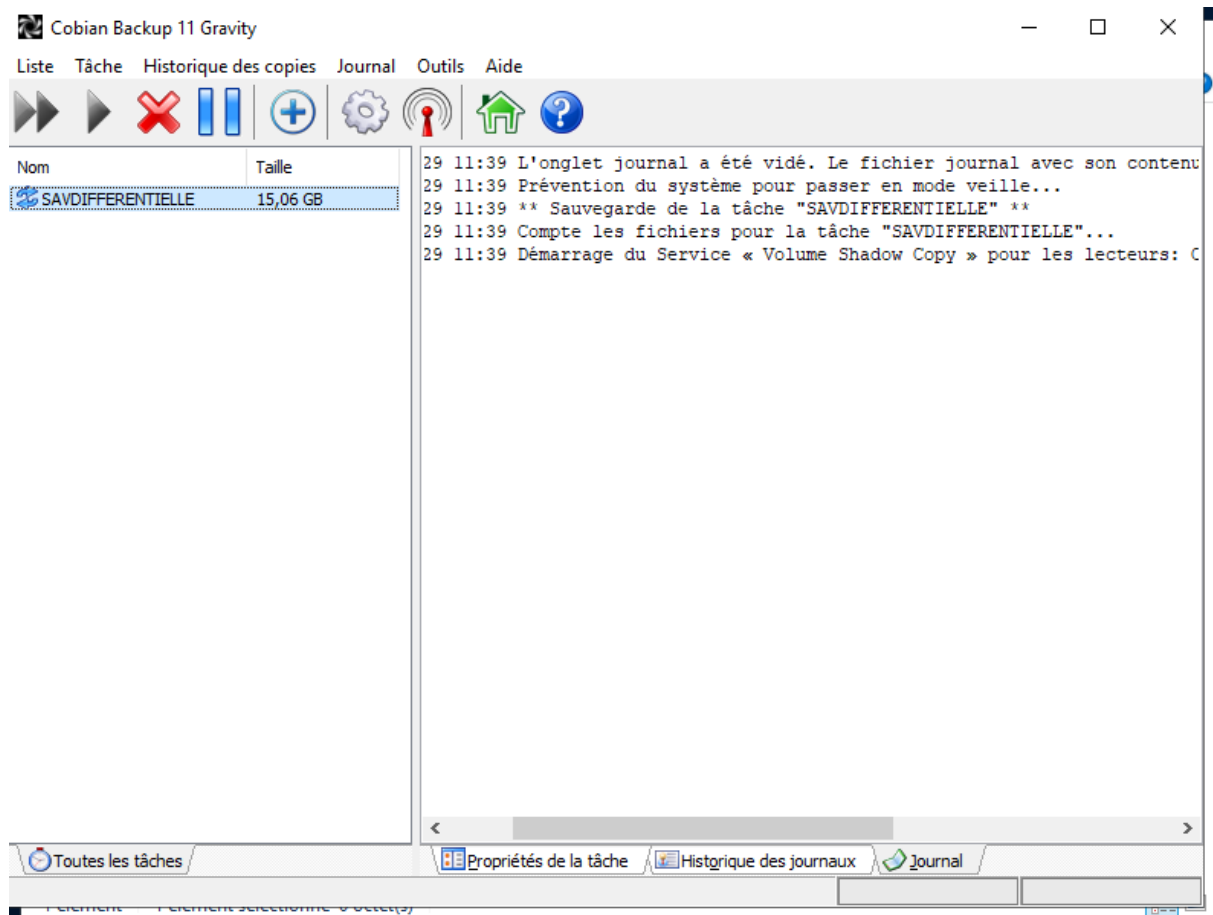 Cobian Backup 11 Gravity
Liste Tâche Historique des copies Journal Outils Aide
Nom Taille
SAVDIFFERENTIELLE 15,06 GB
29 11:39 L'onglet journal a été vidé. Le fichier journal avec son contenu
29 11:39 Prévention du système pour passer en mode veille...
29 11:39 ** Sauvegarde de la tâche "SAVDIFFERENTIELLE" **
29 11:39 Compte les fichiers pour la tâche "SAVDIFFERENTIELLE"...
29 11:39 Démarrage du Service « Volume Shadow Copy » pour les lecteurs: C
Toutes les tâches
Propriétés de la tâche Historique des journaux Journal